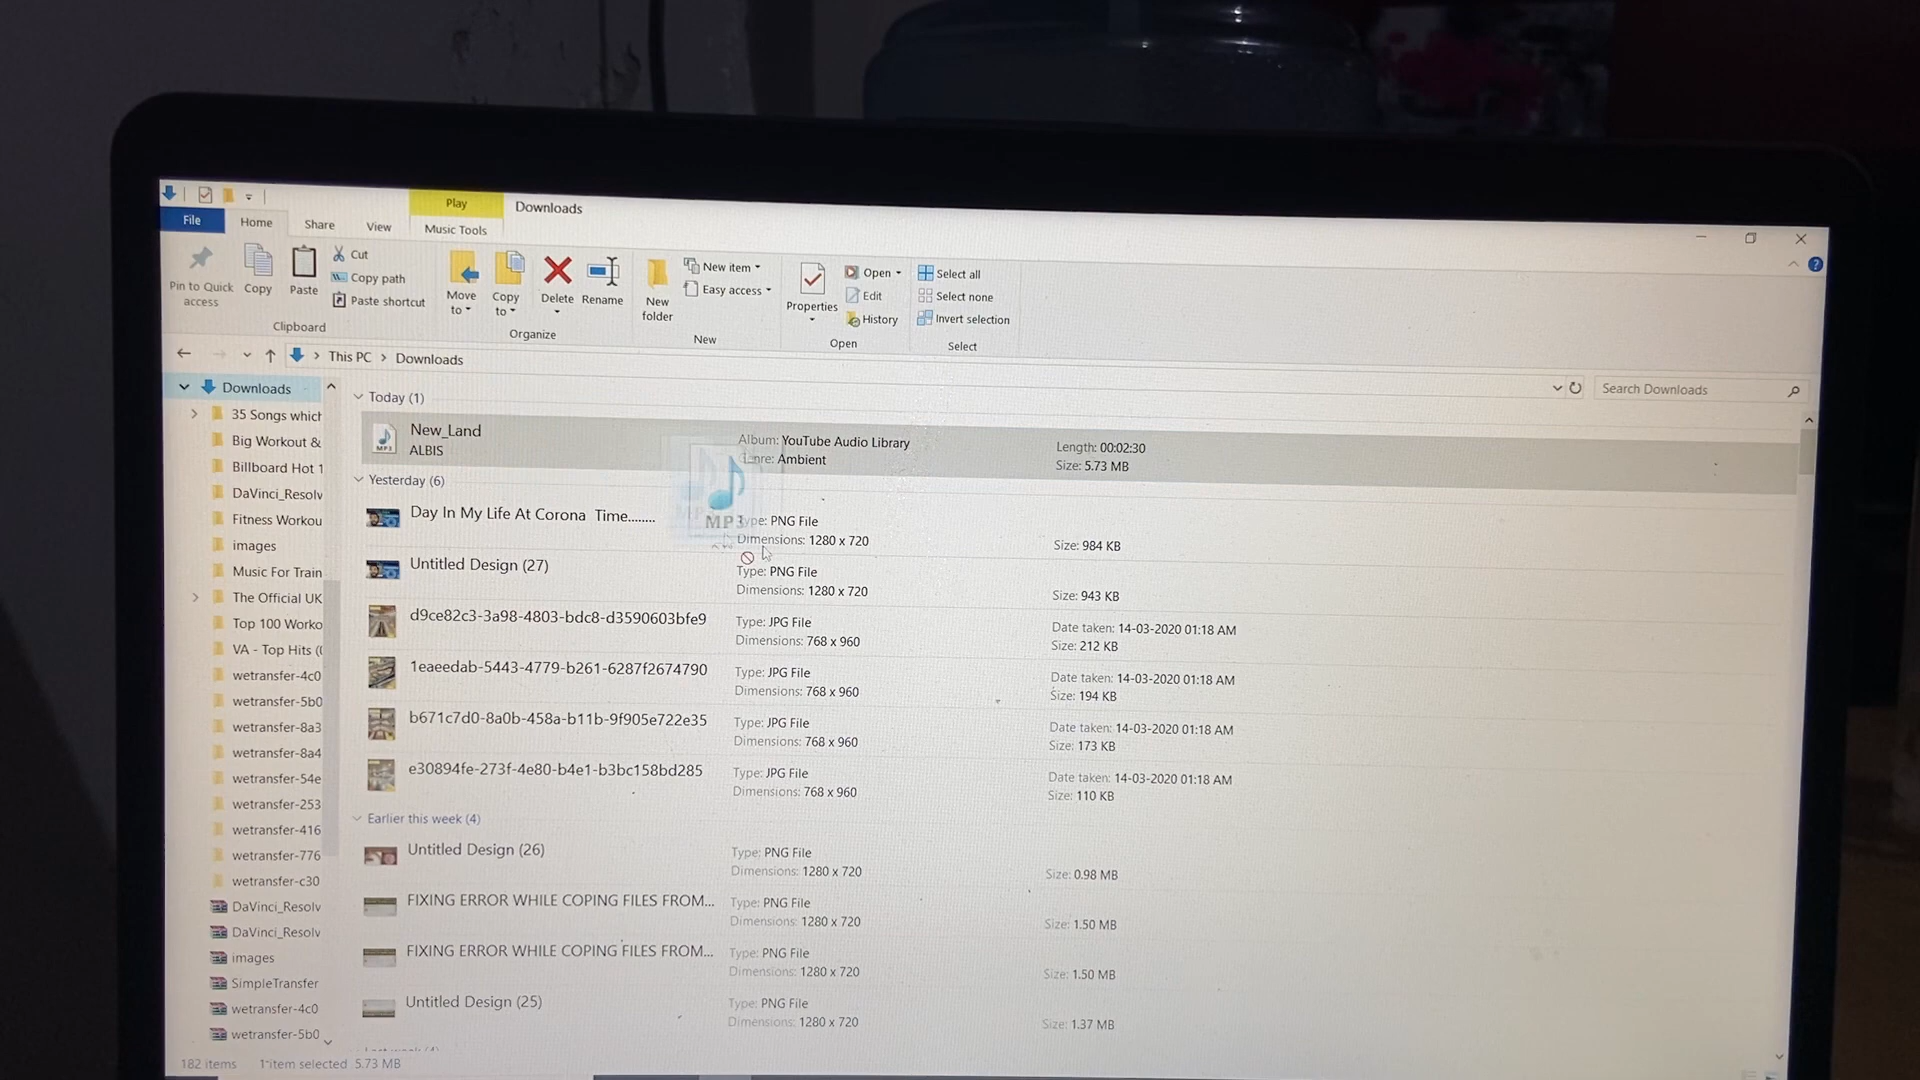 Play
Downloads
File
Home
Share
View
Music Tools
Pin to Quick access
Copy
Paste
Cut
Copy path
Paste shortcut
Clipboard
Move to
Copy to
Delete
Rename
Organize
New folder
New item
Easy access
New
Properties
Open
Edit
History
Open
Select all
Select none
Invert selection
Select
This PC > Downloads
Search Downloads
Downloads
35 Songs which
Big Workout &
Billboard Hot 1
DaVinci_Resolv
Fitness Workou
images
Music For Train
The Official UK
Top 100 Worko
VA - Top Hits (
wetransfer-4c0
wetransfer-5b0
wetransfer-8a3
wetransfer-8a4
wetransfer-54e
wetransfer-253
wetransfer-416
wetransfer-776
wetransfer-c30
DaVinci_Resolv
DaVinci_Resolv
images
SimpleTransfer
wetransfer-4c0
wetransfer-5b0
Today (1)
New_Land
ALBIS
MP3
Album: YouTube Audio Library
Genre: Ambient
Length: 00:02:30
Size: 5.73 MB
MP3
Yesterday (6)
Day In My Life At Corona Time........
Type: PNG File
Dimensions: 1280 x 720
Size: 984 KB
Untitled Design (27)
Type: PNG File
Dimensions: 1280 x 720
Size: 943 KB
d9ce82c3-3a98-4803-bdc8-d3590603bfe9
Type: JPG File
Dimensions: 768 x 960
Date taken: 14-03-2020 01:18 AM
Size: 212 KB
1eaeedab-5443-4779-b261-6287f2674790
Type: JPG File
Dimensions: 768 x 960
Date taken: 14-03-2020 01:18 AM
Size: 194 KB
b671c7d0-8a0b-458a-b11b-9f905e722e35
Type: JPG File
Dimensions: 768 x 960
Date taken: 14-03-2020 01:18 AM
Size: 173 KB
e30894fe-273f-4e80-b4e1-b3bc158bd285
Type: JPG File
Dimensions: 768 x 960
Date taken: 14-03-2020 01:18 AM
Size: 110 KB
Earlier this week (4)
Untitled Design (26)
Type: PNG File
Dimensions: 1280 x 720
Size: 0.98 MB
FIXING ERROR WHILE COPING FILES FROM...
Type: PNG File
Dimensions: 1280 x 720
Size: 1.50 MB
FIXING ERROR WHILE COPING FILES FROM...
Type: PNG File
Dimensions: 1280 x 720
Size: 1.50 MB
Untitled Design (25)
Type: PNG File
Dimensions: 1280 x 720
Size: 1.37 MB
182 items
1 item selected 5.73 MB